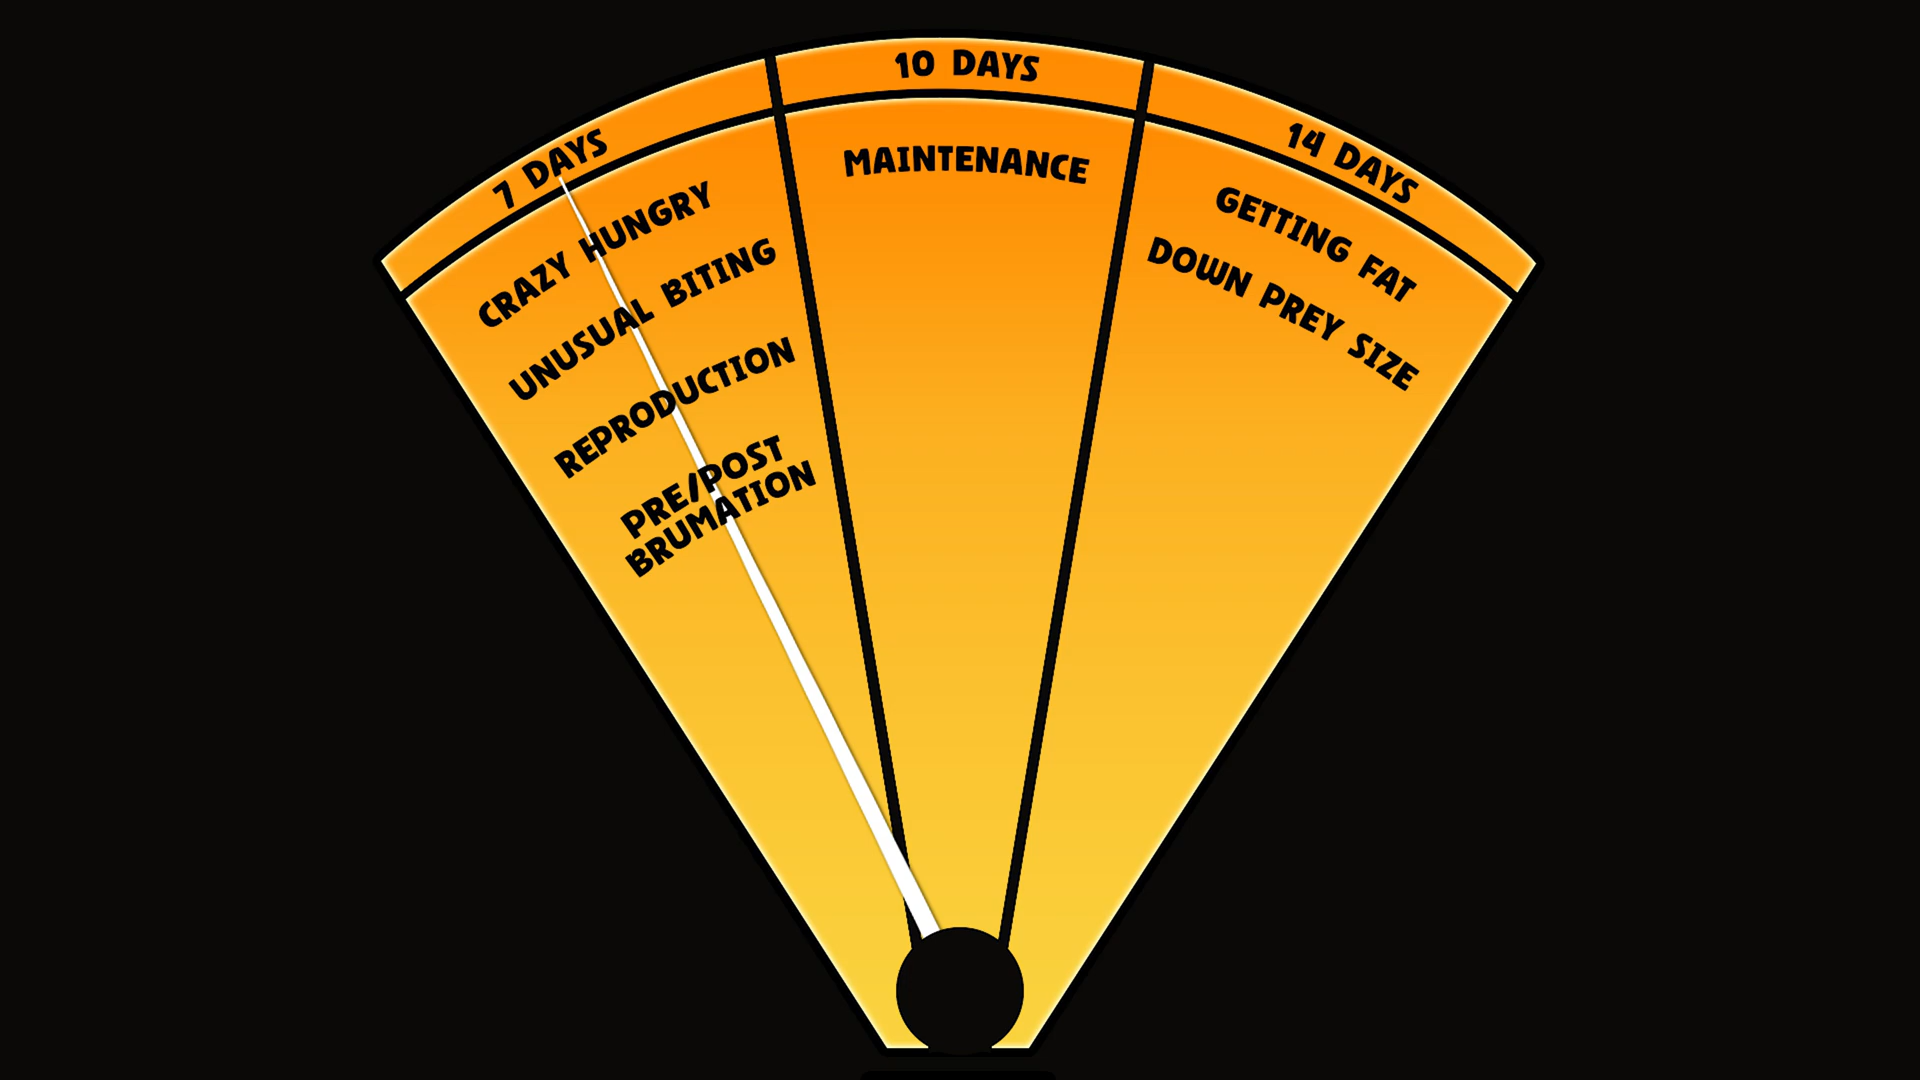 7 DAYS
CRAZY HUNGRY
UNUSUAL BITING
REPRODUCTION
PRE/POST
BRUMATION
10 DAYS
MAINTENANCE
14 DAYS
GETTING FAT
DOWN PREY SIZE